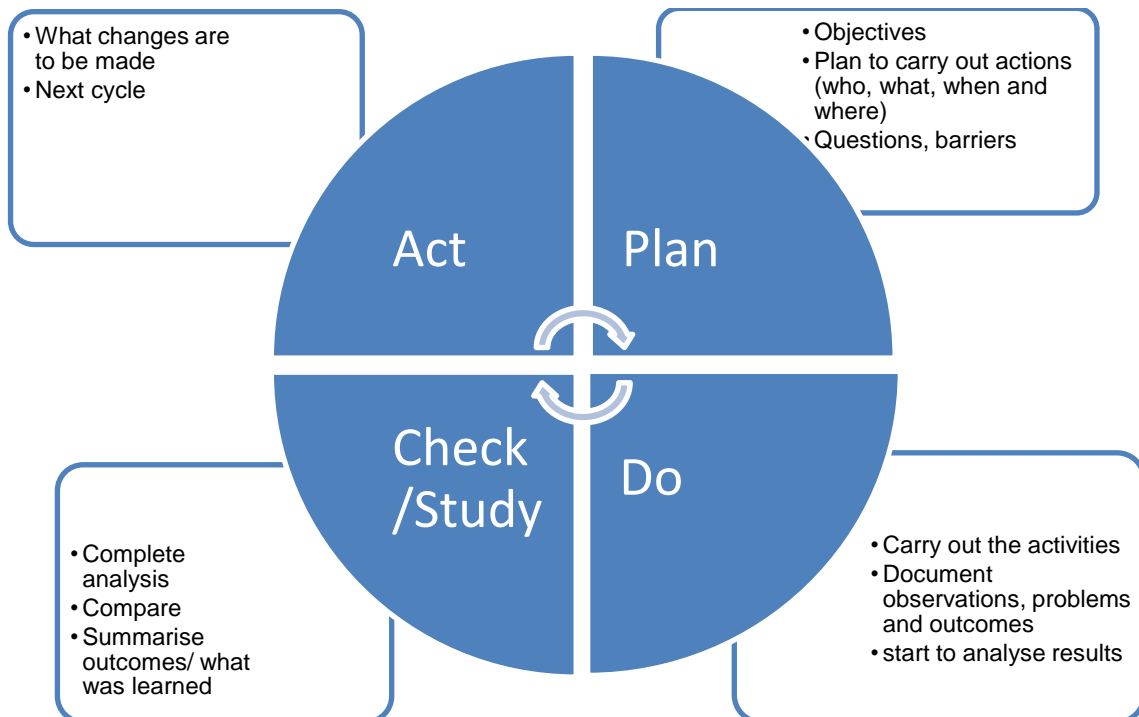 • What changes are
to be made
• Next cycle
• Objectives
• Plan to carry out actions
(who, what, when and
where)
• Questions, barriers
Act
Plan
Check
/Study
Do
• Complete
analysis
• Compare
• Summarise
outcomes/ what
was learned
• Carry out the activities
• Document
observations, problems
and outcomes
• start to analyse results